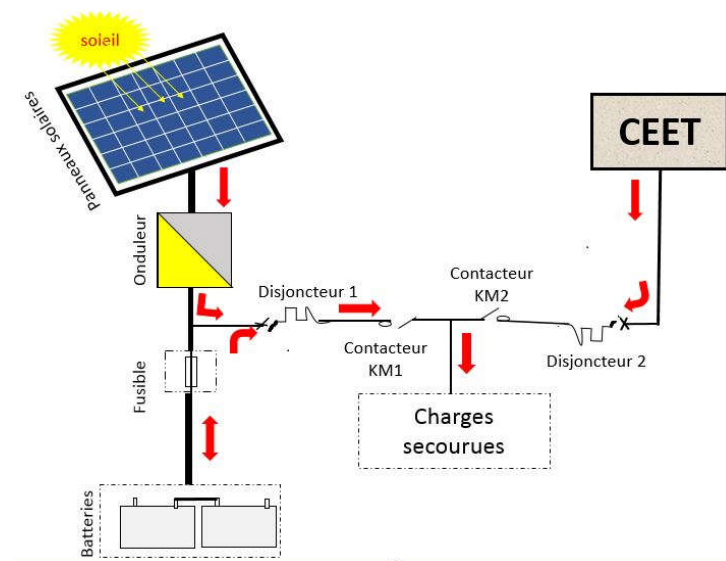 soleil
Panneaux solaires
CEET
Onduleur
Disjoncteur 1
Contacteur
KM2
Contacteur
KM1
Disjoncteur 2
Fusible
Charges
secourues
Batteries